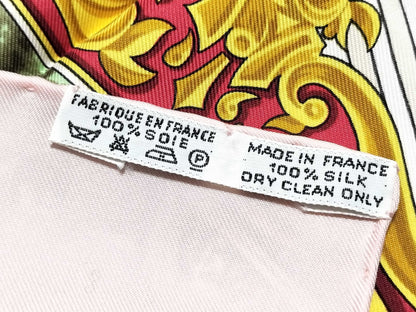 FABRIQUE EN FRANCE
100% SOIE
P
MADE IN FRANCE
100% SILK
DRY CLEAN ONLY